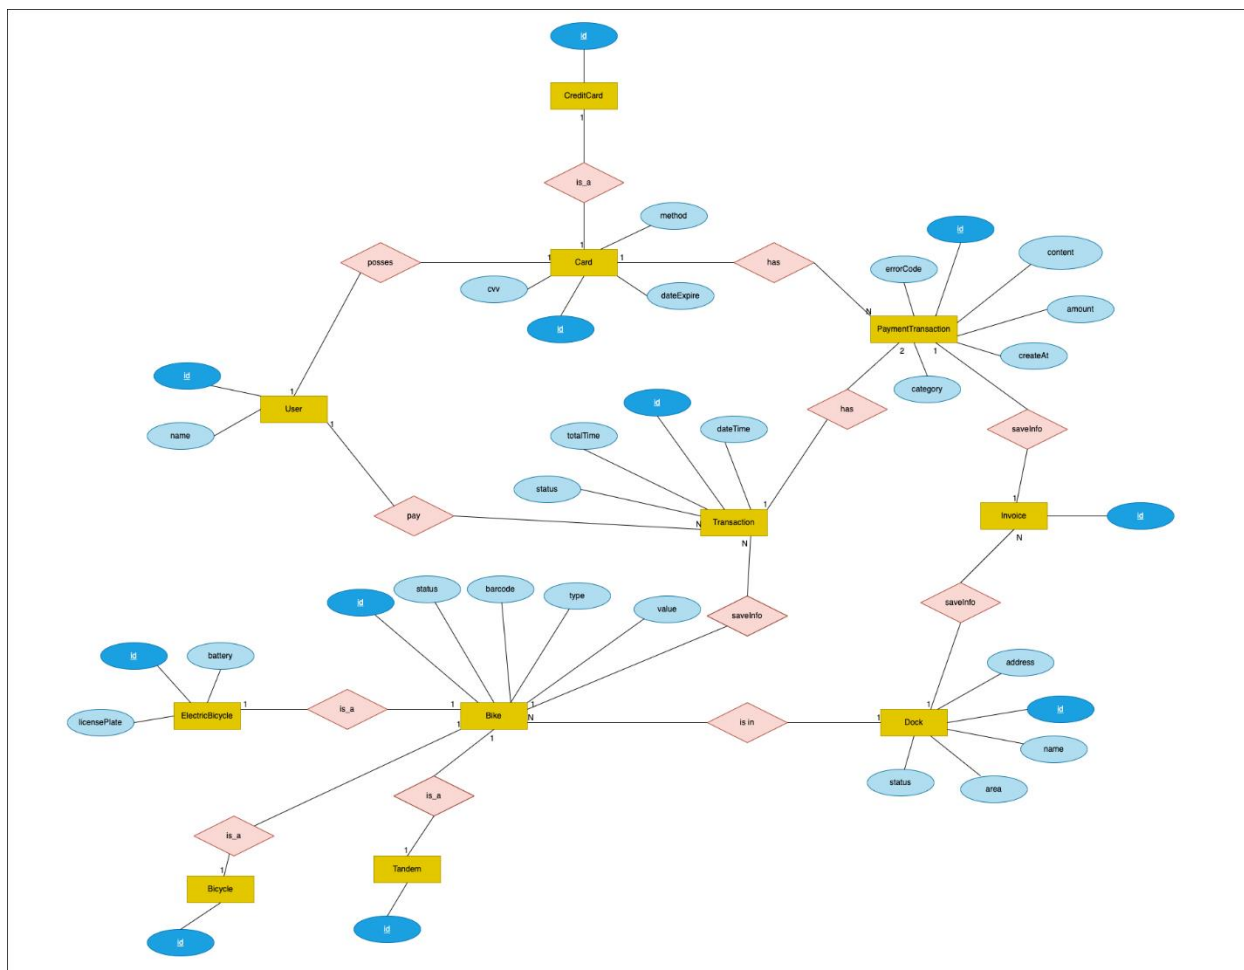 id
CreditCard
1
is_a
1
method
posses
1
Card
1
has
cvv
dateExpire
id
id
errorCode
content
amount
N
PaymentTransaction
2
1
createAt
category
id
1
User
name
1
has
id
dateTime
totalTime
status
saveInfo
pay
1
1
N
Transaction
N
Invoice
N
id
status
barcode
type
id
value
saveInfo
saveInfo
id
battery
licensePlate
1
ElectricBicycle
is_a
1
Bike
1
N
1
1
is in
1
1
Dock
address
id
name
area
status
is_a
is_a
1
Bicycle
id
1
Tandem
id